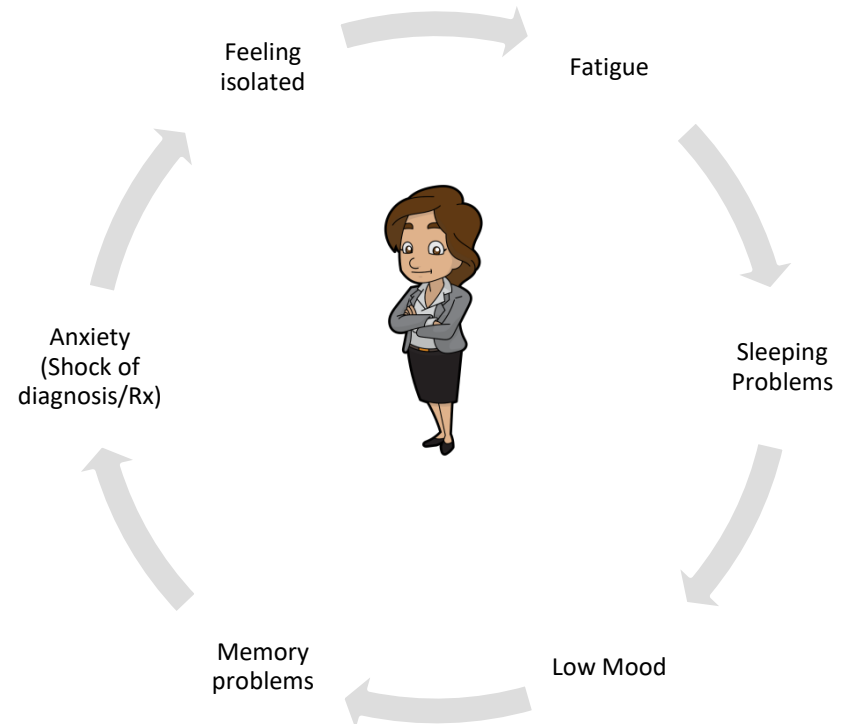 Feeling
isolated
Fatigue
Sleeping
Problems
Low Mood
Memory
problems
Anxiety
(Shock of
diagnosis/Rx)